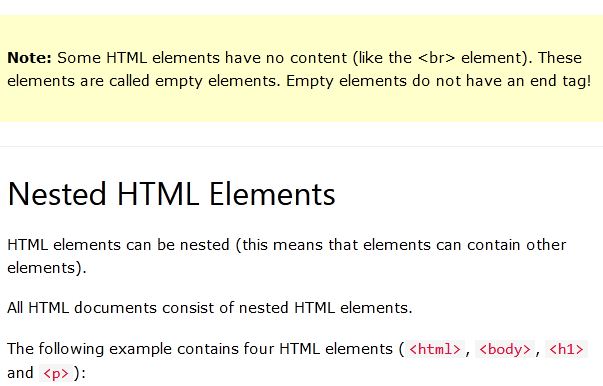 Note: Some HTML elements have no content (like the <br> element). These
elements are called empty elements. Empty elements do not have an end tag!
Nested HTML Elements
HTML elements can be nested (this means that elements can contain other
elements).
All HTML documents consist of nested HTML elements.
The following example contains four HTML elements ( <html> , <body> , <h1>
and <p> ):